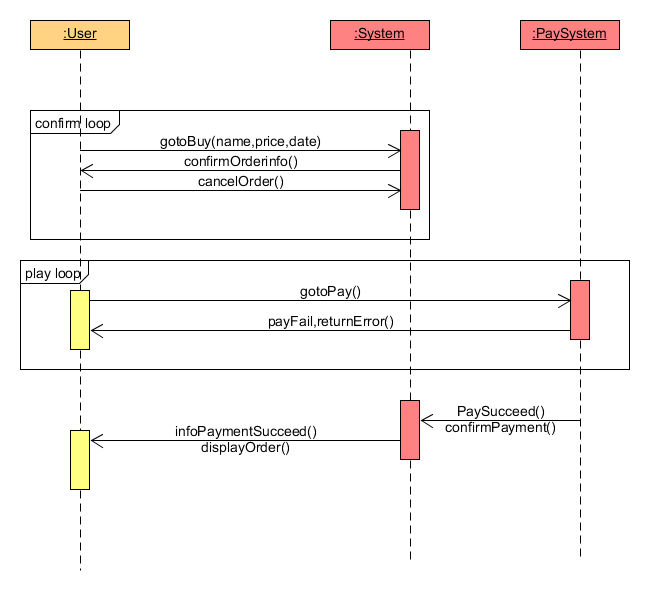 :User
:System
:PaySystem
confirm loop
gotoBuy(name,price,date)
confirmOrderinfo()
cancelOrder()
play loop
gotoPay()
payFail,returnError()
PaySucceed()
confirmPayment()
infoPaymentSucceed()
displayOrder()